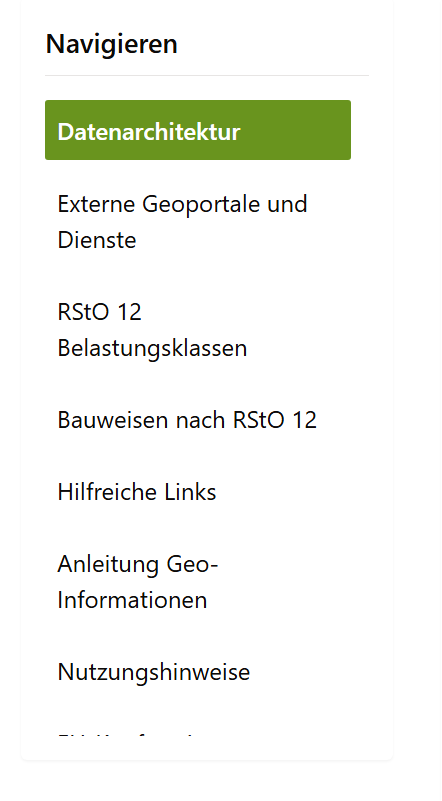 Navigieren
Datenarchitektur
Externe Geoportale und
Dienste
RStO 12
Belastungsklassen
Bauweisen nach RStO 12
Hilfreiche Links
Anleitung Geo-
Informationen
Nutzungshinweise